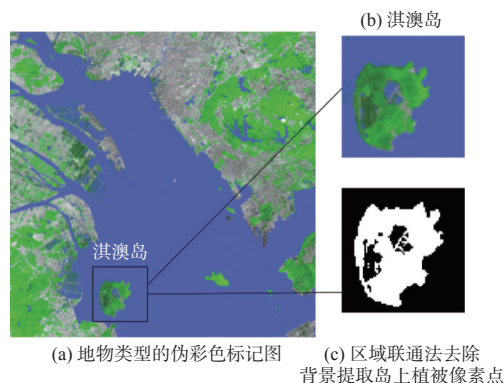 (b) 淇澳岛
淇澳岛
(a) 地物类型的伪彩色标记图
(c) 区域联通法去除
背景提取岛上植被像素点